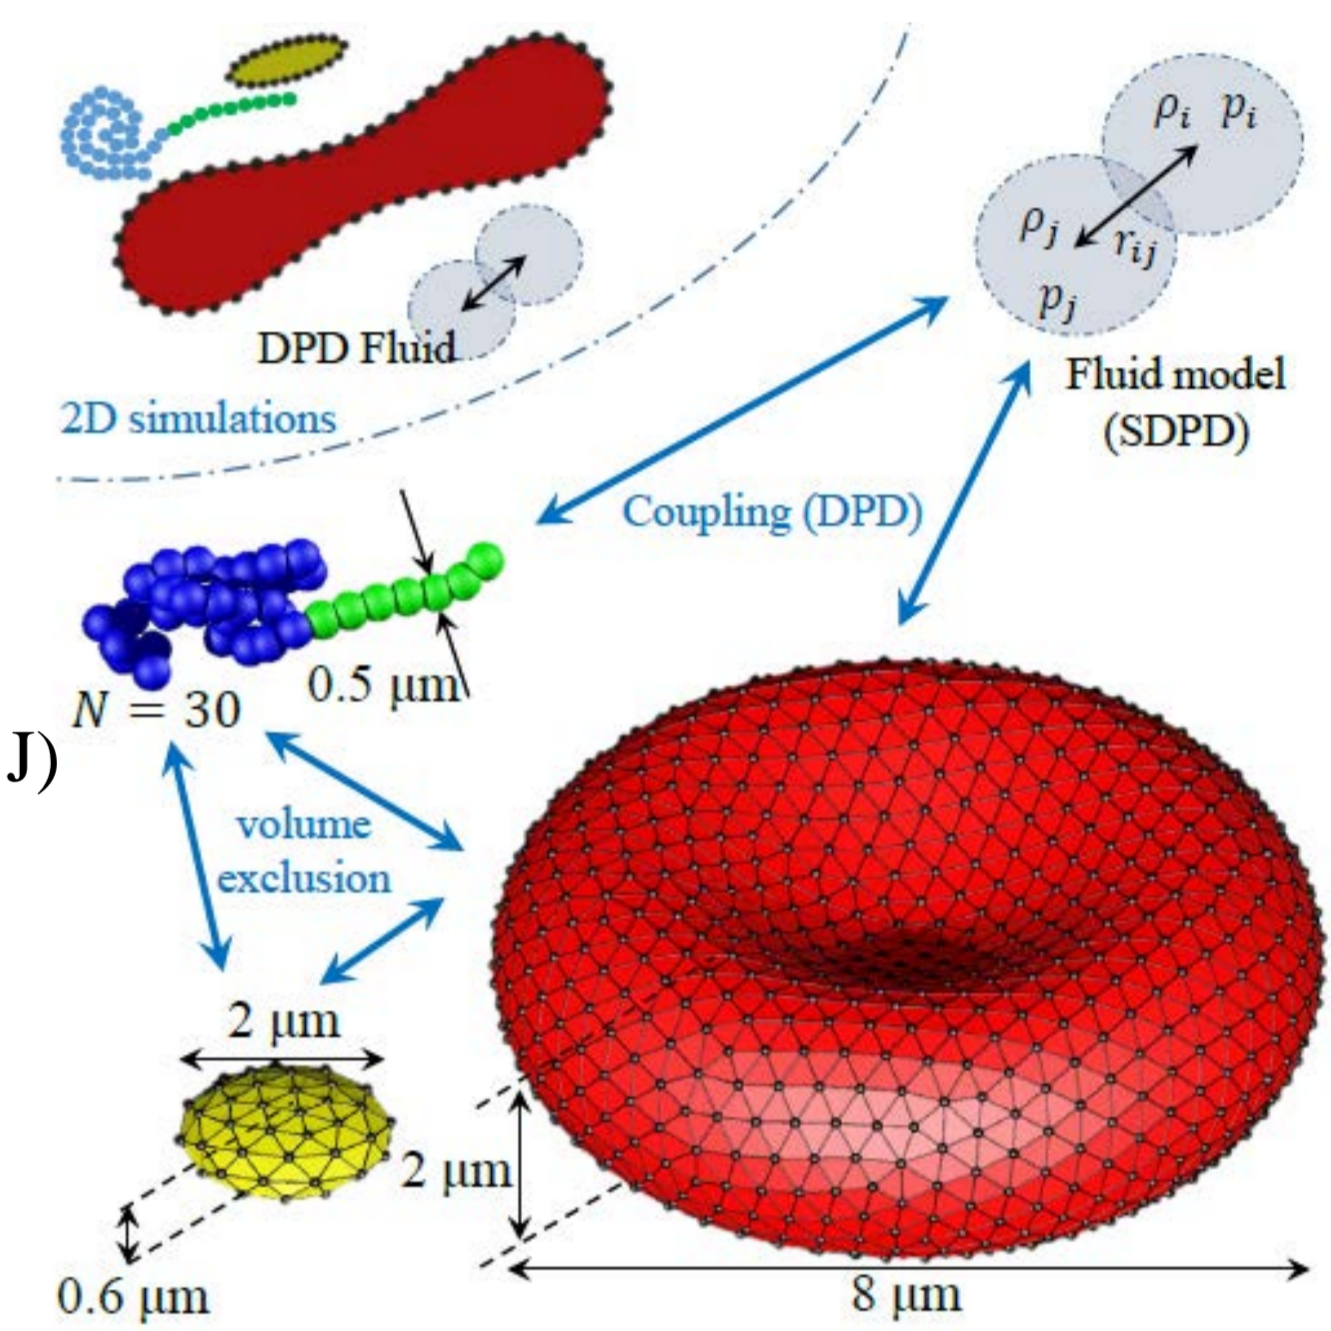 ρi pi
ρj rij
pj
DPD Fluid
Fluid model
(SDPD)
2D simulations
Coupling (DPD)
0.5 μm
N = 30
J)
volume
exclusion
2 μm
2 μm
0.6 μm
8 μm